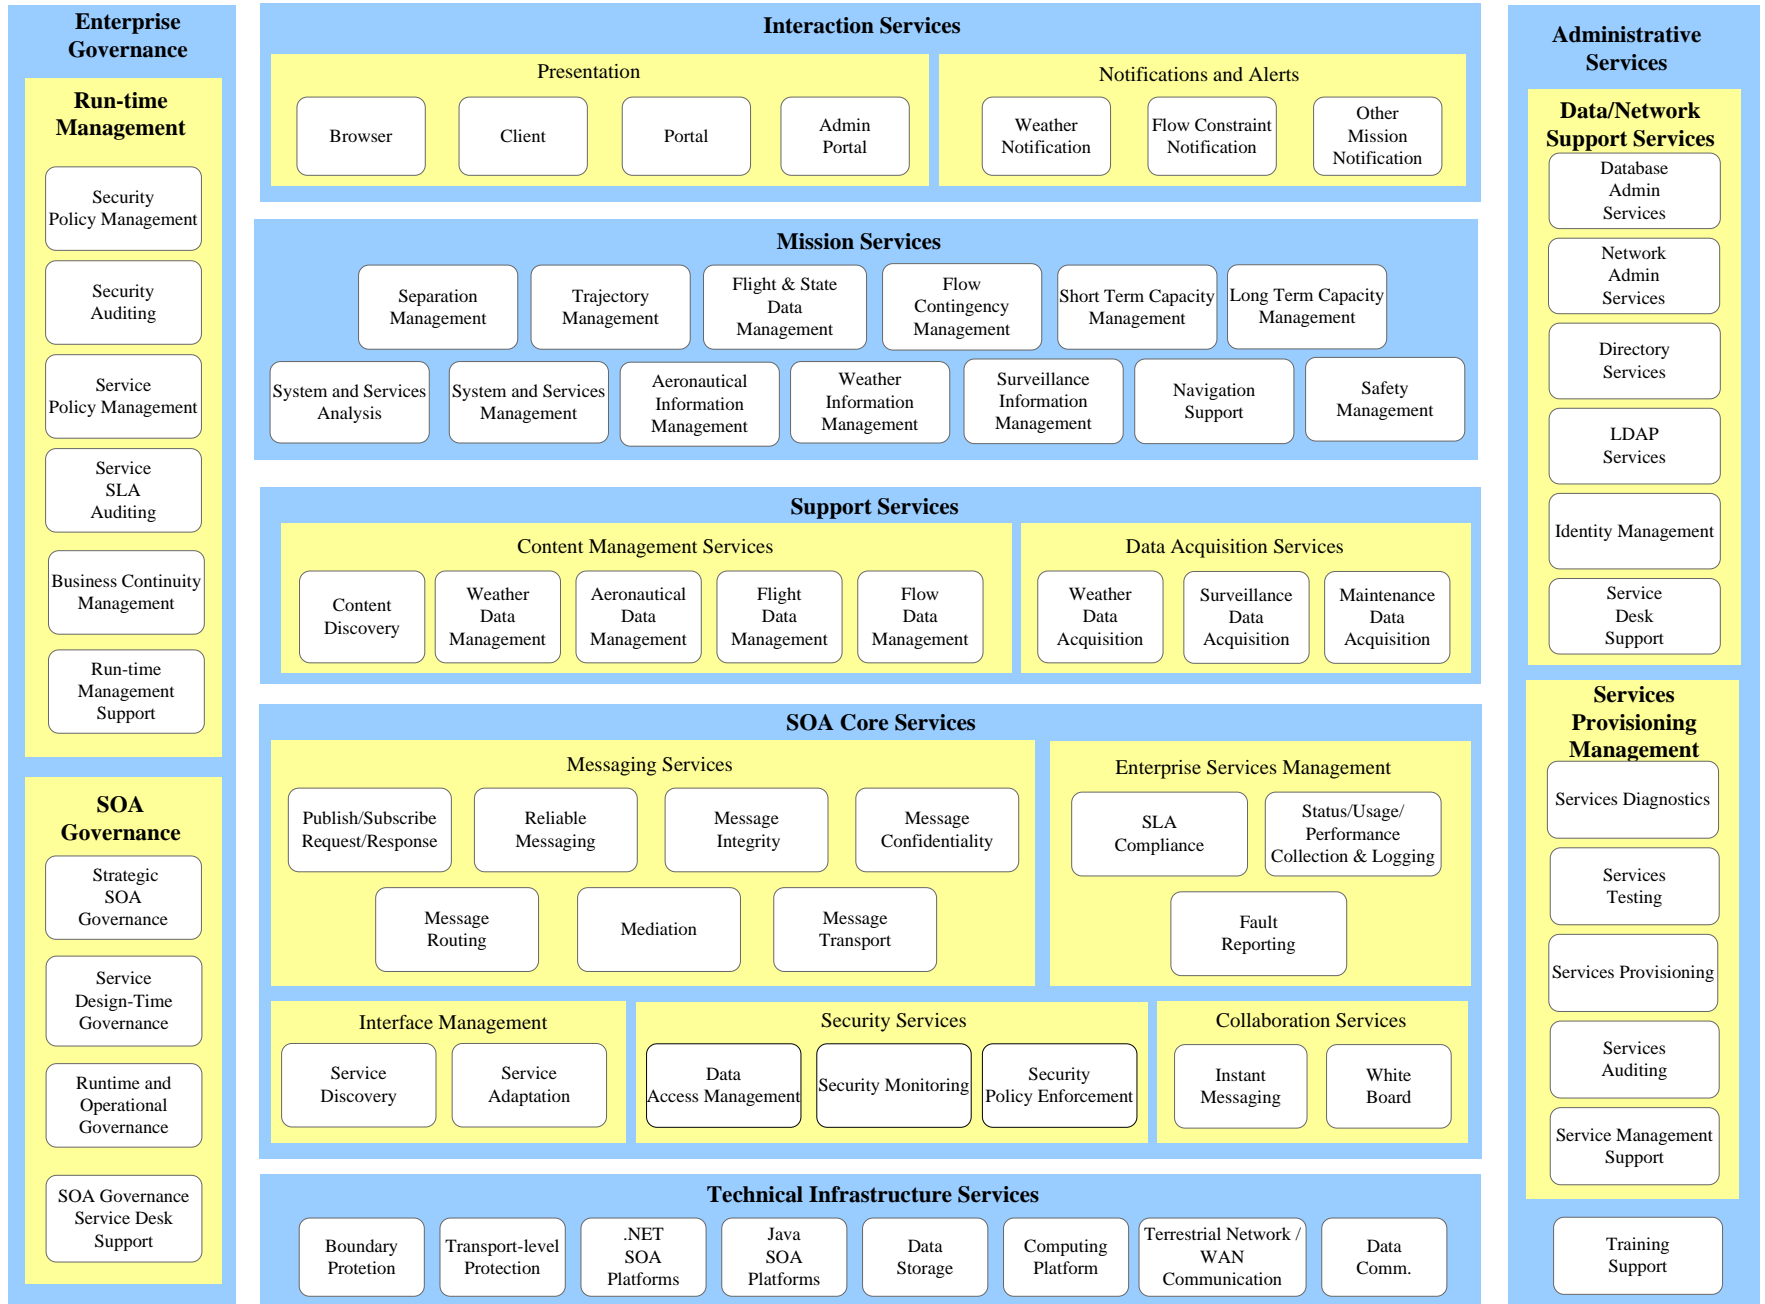 Enterprise
Governance
Run-time
Management
Security
Policy Management
Security
Auditing
Service
Policy Management
Service
SLA
Auditing
Business Continuity
Management
Run-time
Management
Support
SOA
Governance
Strategic
SOA
Governance
Service
Design-Time
Governance
Runtime and
Operational
Governance
SOA Governance
Service Desk
Support
Interaction Services
Presentation
Browser
Client
Portal
Admin
Portal
Notifications and Alerts
Weather
Notification
Flow Constraint
Notification
Other
Mission
Notification
Mission Services
Separation
Management
Trajectory
Management
Flight & State
Data
Management
Flow
Contingency
Management
Short Term Capacity
Management
Long Term Capacity
Management
System and Services
Analysis
System and Services
Management
Aeronautical
Information
Management
Weather
Information
Management
Surveillance
Information
Management
Navigation
Support
Safety
Management
Support Services
Content Management Services
Content
Discovery
Weather
Data
Management
Aeronautical
Data
Management
Flight
Data
Management
Flow
Data
Management
Data Acquisition Services
Weather
Data
Acquisition
Surveillance
Data
Acquisition
Maintenance
Data
Acquisition
SOA Core Services
Messaging Services
Publish/Subscribe
Request/Response
Reliable
Messaging
Message
Integrity
Message
Confidentiality
Message
Routing
Mediation
Message
Transport
Enterprise Services Management
SLA
Compliance
Status/Usage/
Performance
Collection & Logging
Fault
Reporting
Interface Management
Service
Discovery
Service
Adaptation
Security Services
Data
Access Management
Security Monitoring
Security
Policy Enforcement
Collaboration Services
Instant
Messaging
White
Board
Technical Infrastructure Services
Boundary
Protetion
Transport-level
Protection
.NET
SOA
Platforms
Java
SOA
Platforms
Data
Storage
Computing
Platform
Terrestrial Network /
WAN
Communication
Data
Comm.
Administrative
Services
Data/Network
Support Services
Database
Admin
Services
Network
Admin
Services
Directory
Services
LDAP
Services
Identity Management
Service
Desk
Support
Services
Provisioning
Management
Services Diagnostics
Services
Testing
Services Provisioning
Services
Auditing
Service Management
Support
Training
Support